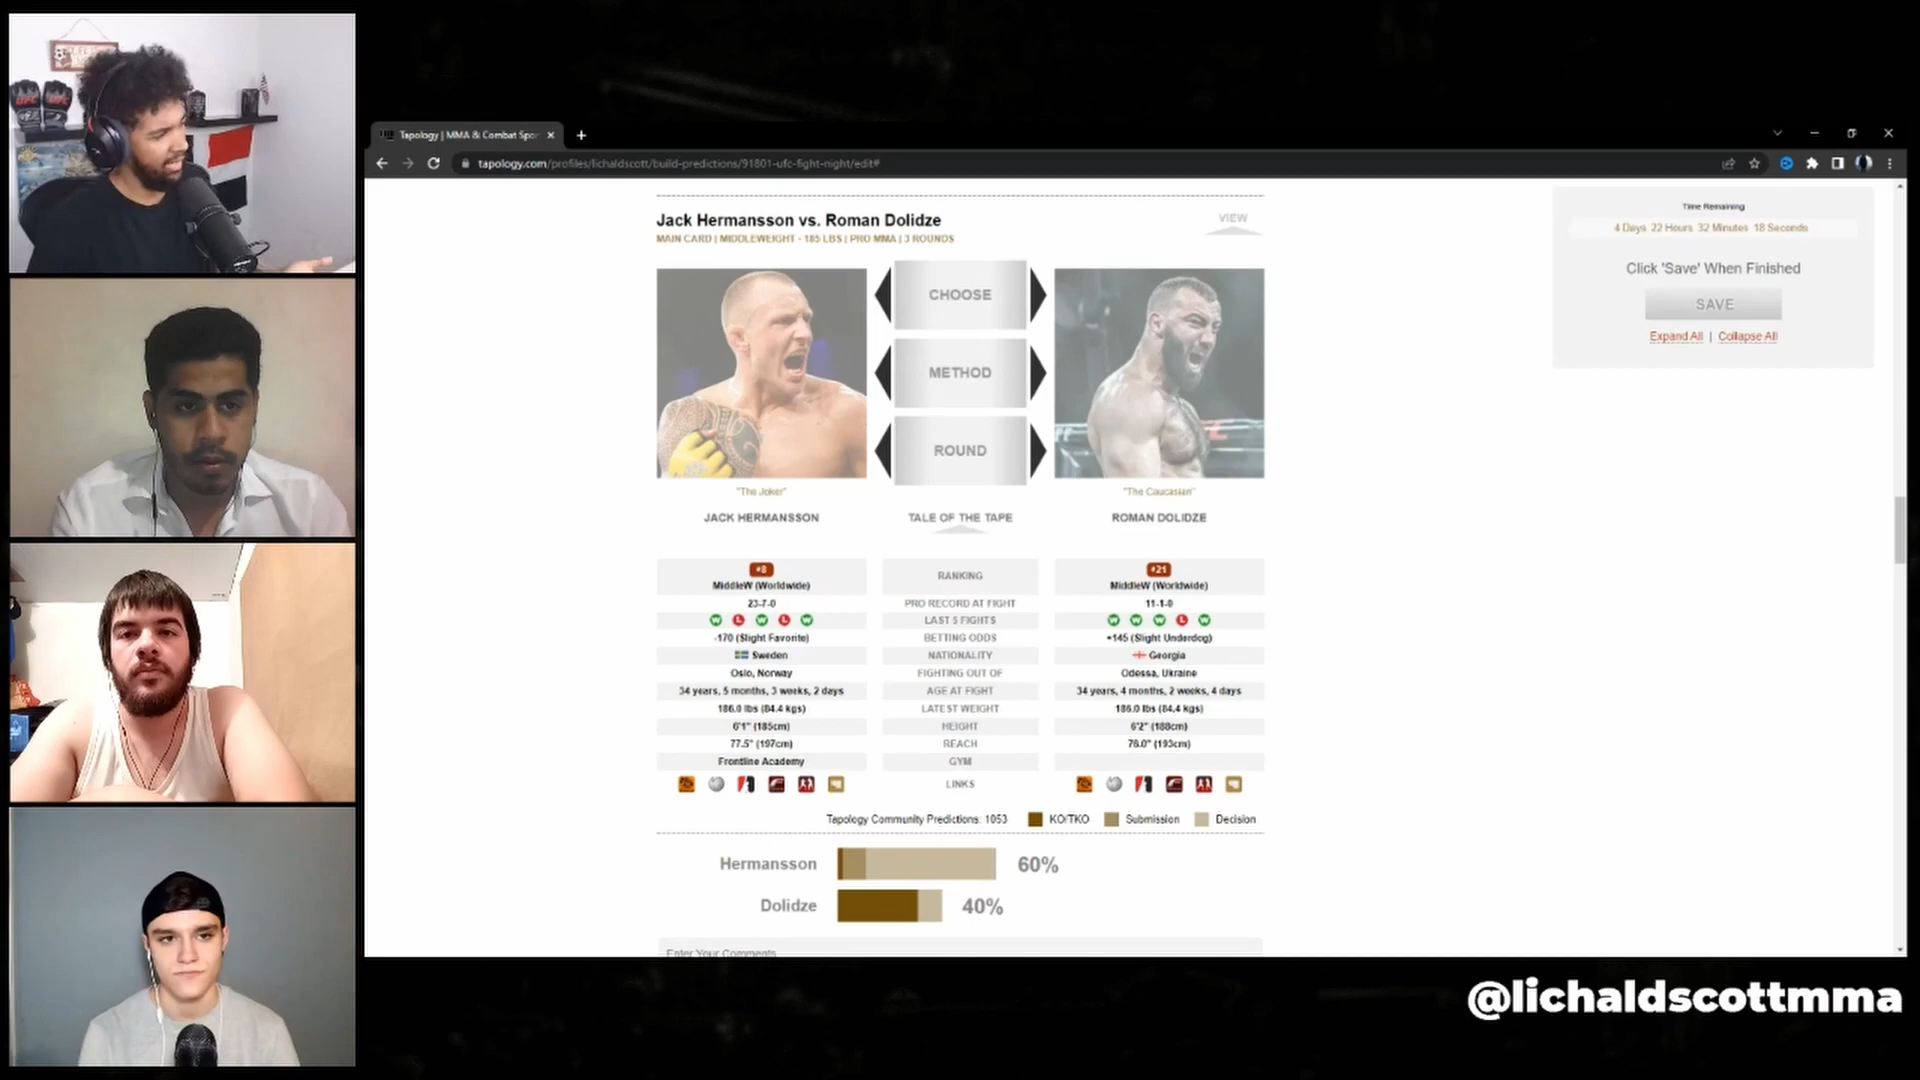 UFC UFC
Tapology | MMA & Combat Spor
tapology.com/profiles/lichaldscott/build-predictions/91801-ufc-fight-night/edit#
Jack Hermansson vs. Roman Dolidze
VIEW
MAIN CARD | MIDDLEWEIGHT · 185 LBS | PRO MMA | 3 ROUNDS
CHOOSE
METHOD
ROUND
"The Joker"
"The Caucasian"
JACK HERMANSSON
TALE OF THE TAPE
ROMAN DOLIDZE
#8
RANKING
#21
MiddleW (Worldwide)
MiddleW (Worldwide)
23-7-0
PRO RECORD AT FIGHT
11-1-0
W L W L W
LAST 5 FIGHTS
W W W L W
-170 (Slight Favorite)
BETTING ODDS
+145 (Slight Underdog)
Sweden
NATIONALITY
Georgia
Oslo, Norway
FIGHTING OUT OF
Odessa, Ukraine
34 years, 5 months, 3 weeks, 2 days
AGE AT FIGHT
34 years, 4 months, 2 weeks, 4 days
186.0 lbs (84.4 kgs)
LATEST WEIGHT
186.0 lbs (84.4 kgs)
6'1" (185cm)
HEIGHT
6'2" (188cm)
77.5" (197cm)
REACH
76.0" (193cm)
Frontline Academy
GYM
LINKS
Tapology Community Predictions: 1053
KO/TKO
Submission
Decision
Hermansson
60%
Dolidze
40%
Enter Your Comments
Time Remaining
4 Days 22 Hours 32 Minutes 18 Seconds
Click 'Save' When Finished
SAVE
Expand All | Collapse All
@lichaldscottmma